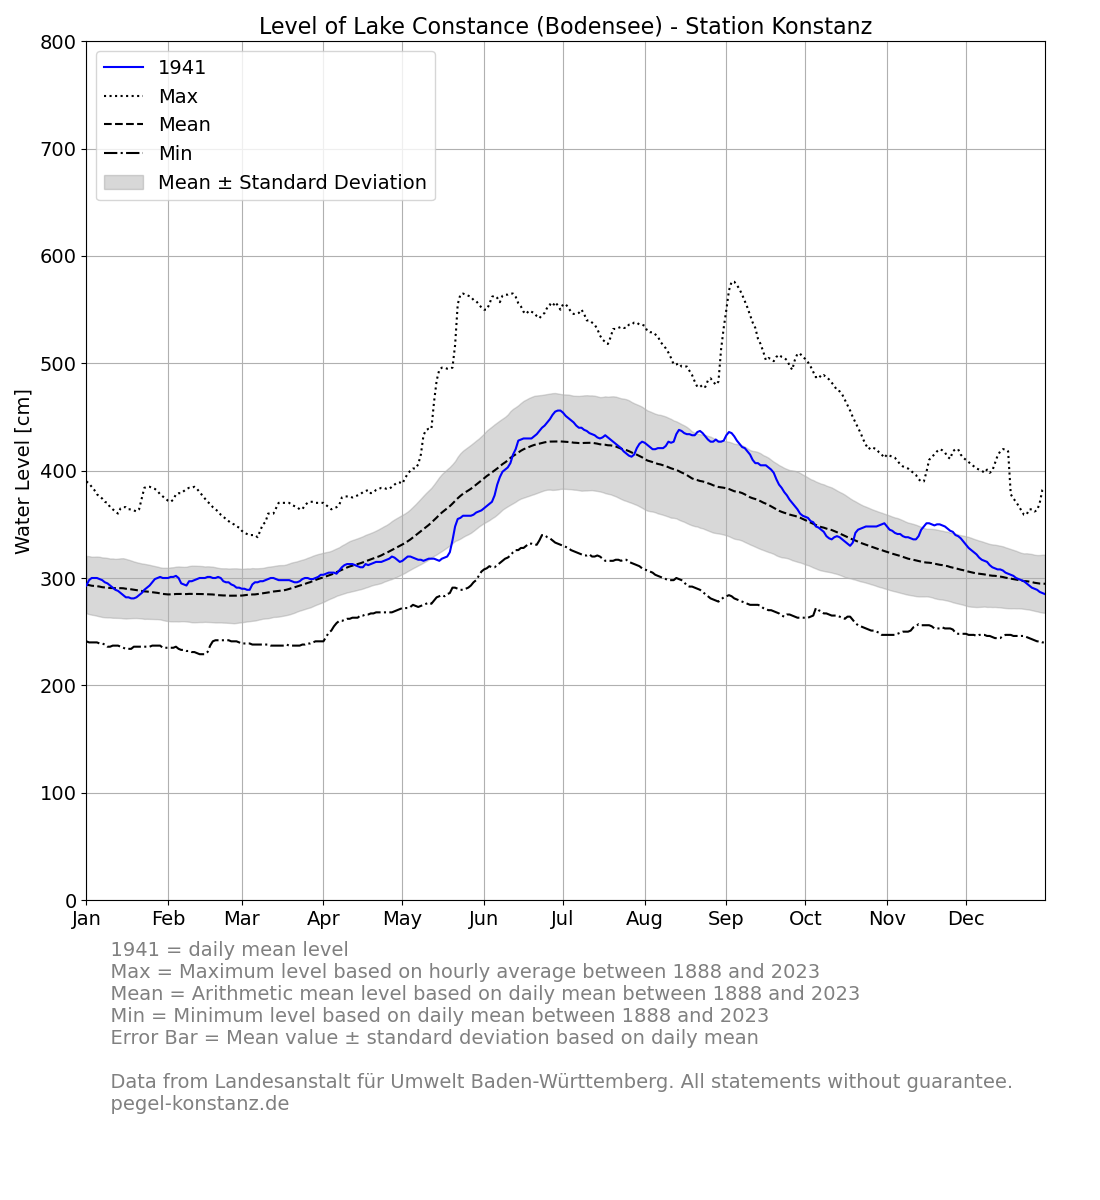 Level of Lake Constance (Bodensee) - Station Konstanz
800
700
600
500
400
300
200
100
0
Water Level [cm]
1941
Max
Mean
Min
Mean ± Standard Deviation
Jan Feb Mar Apr May Jun Jul Aug Sep Oct Nov Dec
1941 = daily mean level
Max = Maximum level based on hourly average between 1888 and 2023
Mean = Arithmetic mean level based on daily mean between 1888 and 2023
Min = Minimum level based on daily mean between 1888 and 2023
Error Bar = Mean value ± standard deviation based on daily mean
Data from Landesanstalt für Umwelt Baden-Württemberg. All statements without guarantee.
pegel-konstanz.de